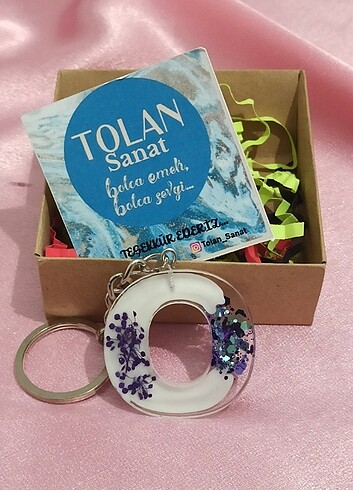 TOLAN
Sanat
bolca emek,
bolca sevgi...
TEŞEKKÜR EDERİZ...
Tolan_Sanat